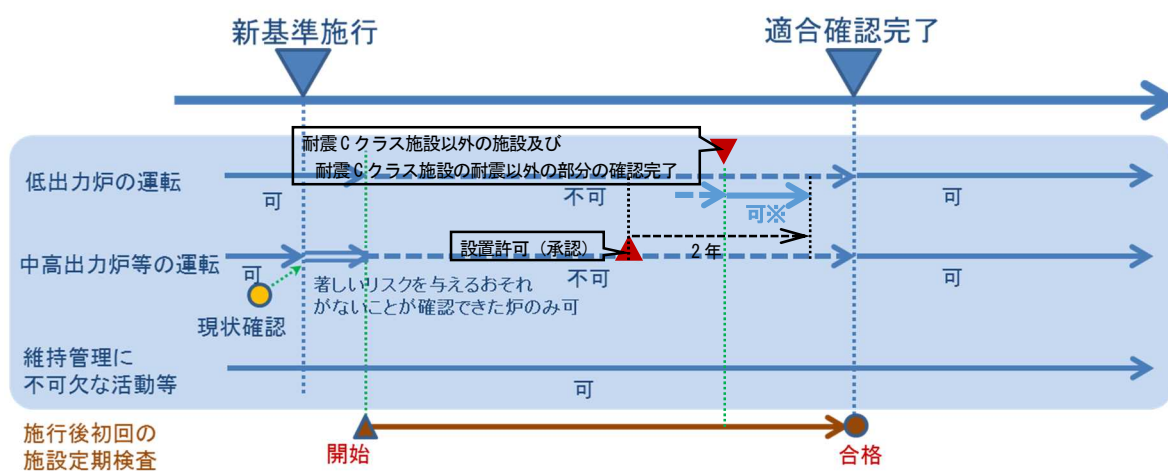 新基準施行
適合確認完了
耐震Cクラス施設以外の施設及び
耐震Cクラス施設の耐震以外の部分の確認完了
低出力炉の運転
可
不可
可※
可
設置許可（承認）
2年
中高出力炉等の運転
可
不可
可
著しいリスクを与えるおそれ
がないことが確認できた炉のみ可
現状確認
維持管理に
不可欠な活動等
可
施行後初回の
施設定期検査
開始
合格